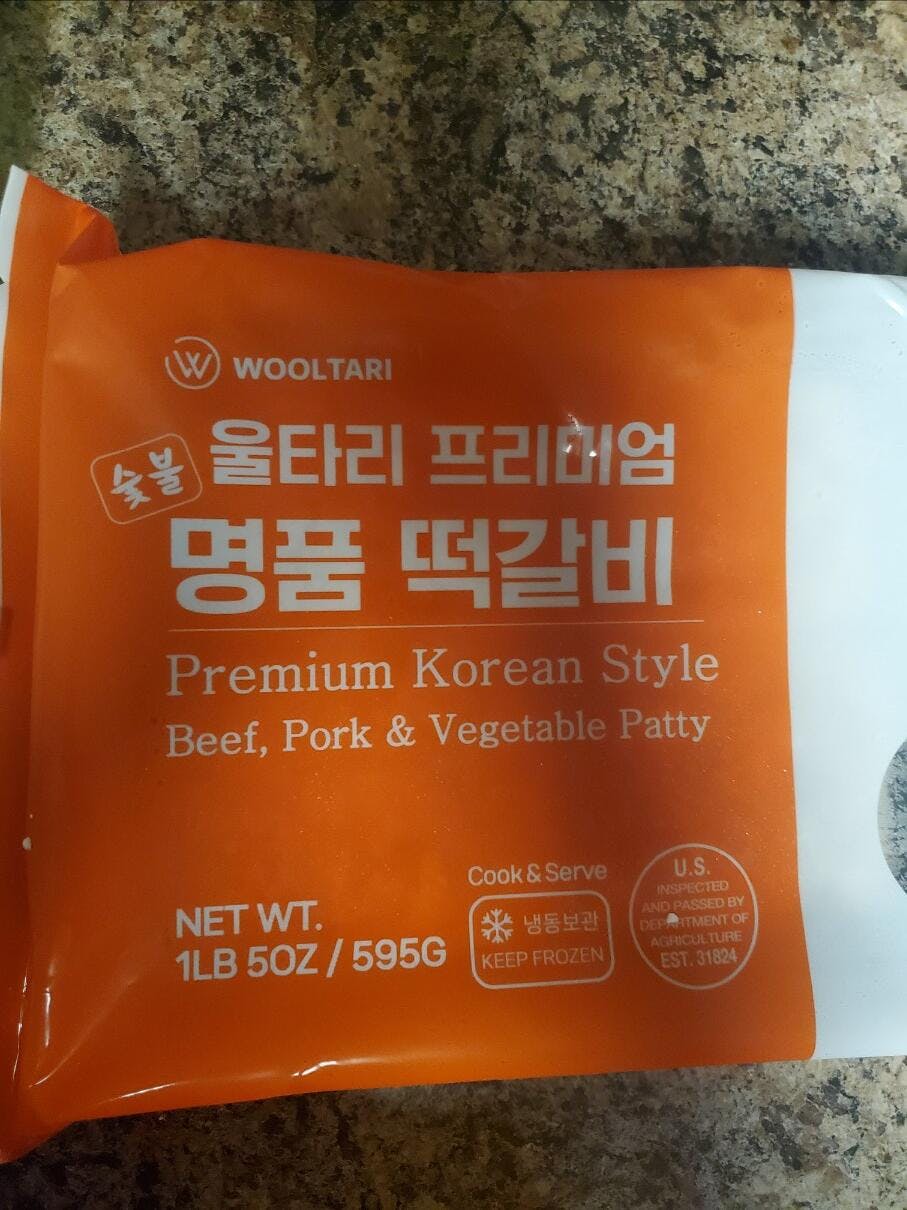 WOOLTARI
숯불
울타리 프리미엄
명품 떡갈비
Premium Korean Style
Beef, Pork & Vegetable Patty
NET WT.
1LB 5OZ / 595G
Cook & Serve
냉동보관
KEEP FROZEN
U.S.
INSPECTED
AND PASSED BY
DEPARTMENT OF
AGRICULTURE
EST. 31824